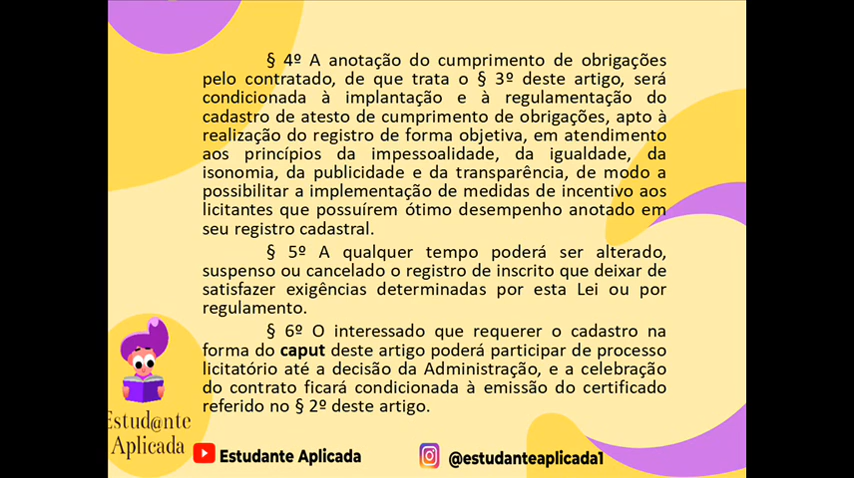 § 4º A anotação do cumprimento de obrigações
pelo contratado, de que trata o § 3º deste artigo, será
condicionada à implantação e à regulamentação do
cadastro de atesto de cumprimento de obrigações, apto à
realização do registro de forma objetiva, em atendimento
aos princípios da impessoalidade, da igualdade, da
isonomia, da publicidade e da transparência, de modo a
possibilitar a implementação de medidas de incentivo aos
licitantes que possuírem ótimo desempenho anotado em
seu registro cadastral.
§ 5º A qualquer tempo poderá ser alterado,
suspenso ou cancelado o registro de inscrito que deixar de
satisfazer exigências determinadas por esta Lei ou por
regulamento.
§ 6º O interessado que requerer o cadastro na
forma do caput deste artigo poderá participar de processo
licitatório até a decisão da Administração, e a celebração
do contrato ficará condicionada à emissão do certificado
referido no § 2º deste artigo.
Estud@nte
Aplicada
Estudante Aplicada
@estudanteaplicada1